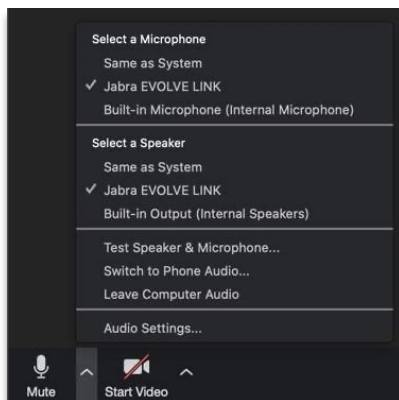 Select a Microphone
Same as System
Jabra EVOLVE LINK
Built-in Microphone (Internal Microphone)
Select a Speaker
Same as System
Jabra EVOLVE LINK
Built-in Output (Internal Speakers)
Test Speaker & Microphone...
Switch to Phone Audio...
Leave Computer Audio
Audio Settings...
Mute
Start Video